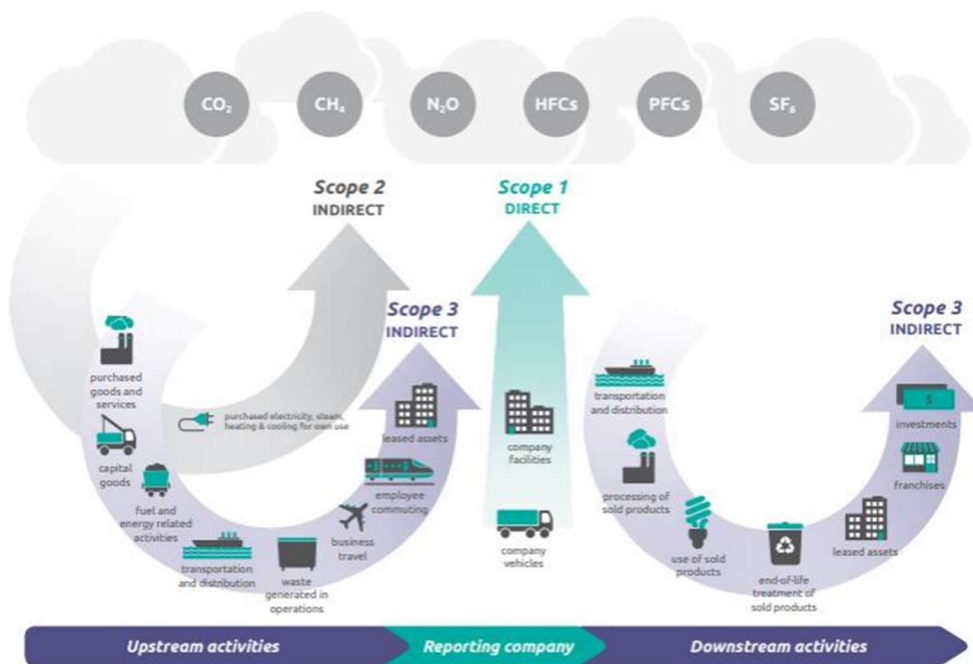 CO₂
CH₄
N₂O
HFCs
PFCs
SF₆
Scope 2
INDIRECT
Scope 1
DIRECT
Scope 3
INDIRECT
Scope 3
INDIRECT
purchased
goods and
services
capital
goods
fuel and
energy related
activities
purchased electricity, steam,
heating & cooling for own use
transportation
and distribution
waste
generated in
operations
business
travel
employee
commuting
leased assets
company
facilities
company
vehicles
transportation
and distribution
processing of
sold products
use of sold
products
end-of-life
treatment of
sold products
leased assets
franchises
$
investments
Upstream activities
Reporting company
Downstream activities